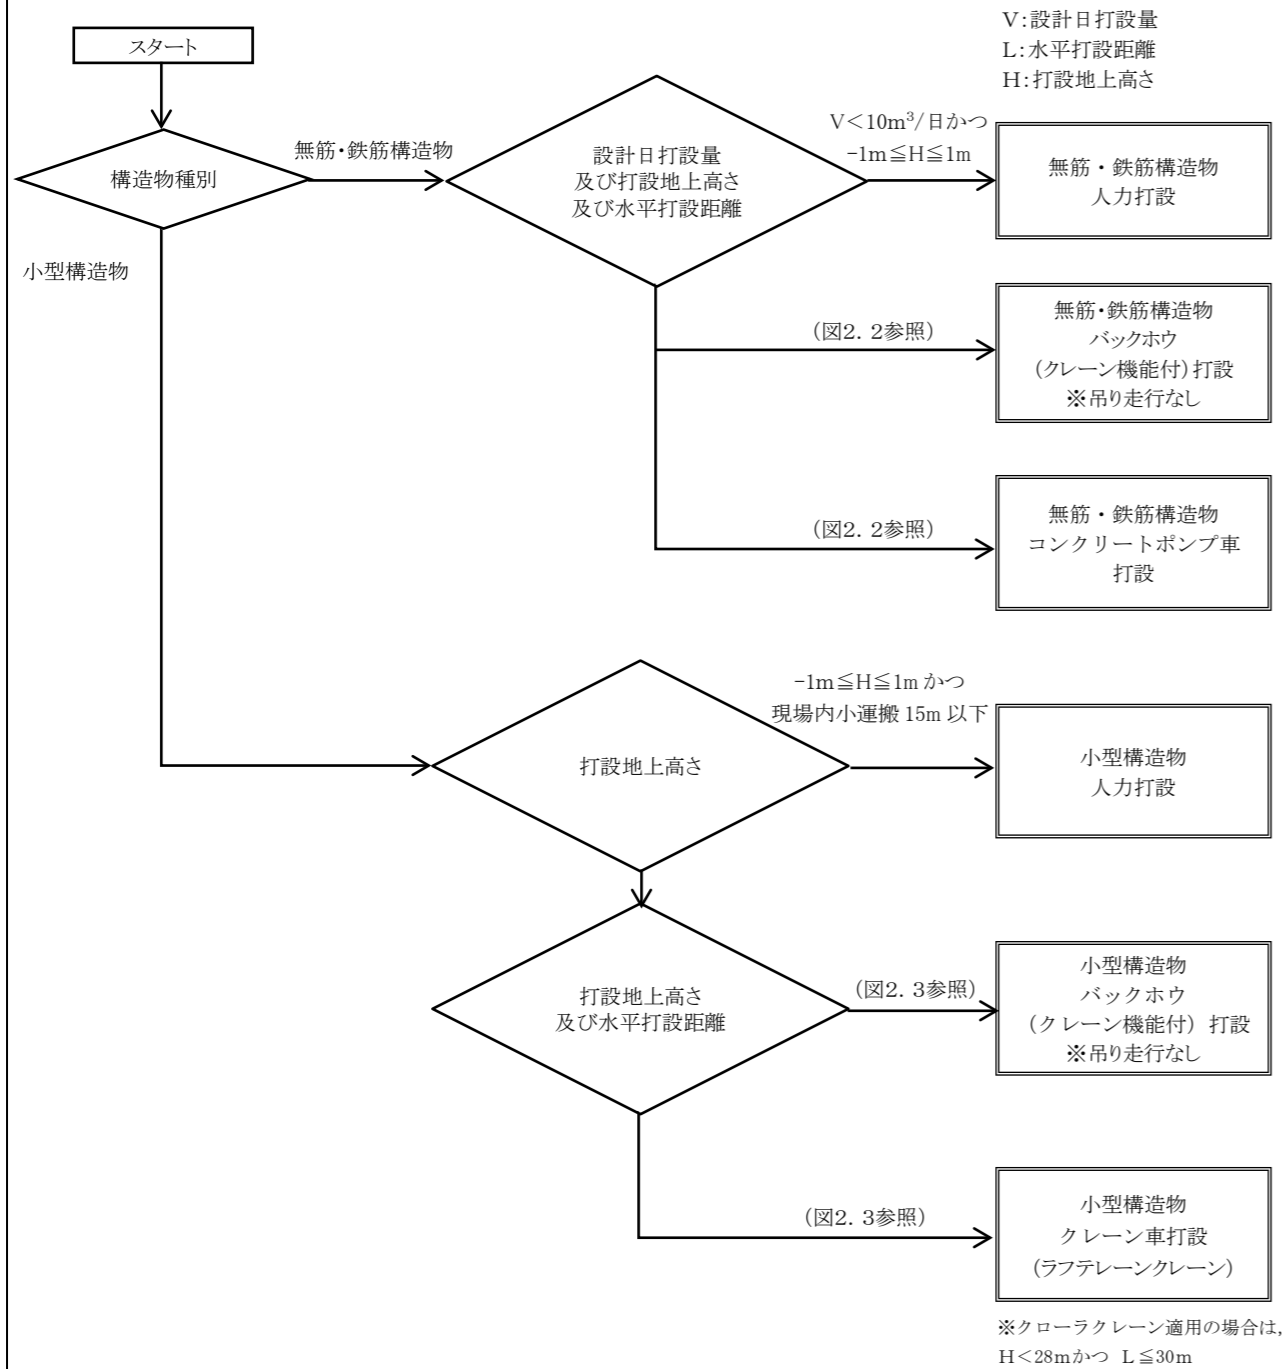 V:設計日打設量
L:水平打設距離
H:打設地上高さ
スタート
構造物種別
無筋・鉄筋構造物
小型構造物
設計日打設量
及び打設地上高さ
及び水平打設距離
V<10m³/日かつ
-1m≦H≦1m
無筋・鉄筋構造物
人力打設
(図2.2参照)
無筋・鉄筋構造物
バックホウ
(クレーン機能付)打設
※吊り走行なし
(図2.2参照)
無筋・鉄筋構造物
コンクリートポンプ車
打設
打設地上高さ
-1m≦H≦1mかつ
現場内小運搬 15m 以下
小型構造物
人力打設
打設地上高さ
及び水平打設距離
(図2.3参照)
小型構造物
バックホウ
(クレーン機能付) 打設
※吊り走行なし
(図2.3参照)
小型構造物
クレーン車打設
(ラフテレーンクレーン)
※クローラクレーン適用の場合は,
H<28mかつ L≦30m